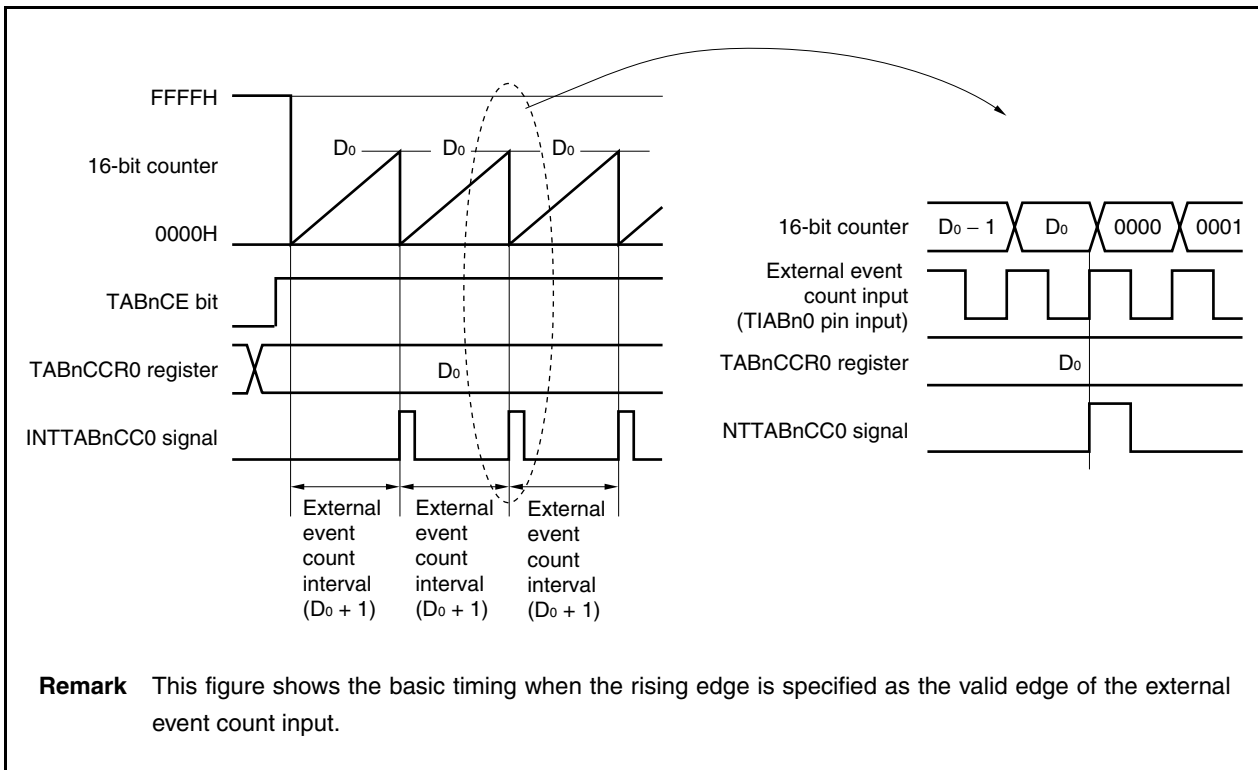 FFFFH
16-bit counter
0000H
D0
D0
D0
TABnCE bit
TABnCCR0 register
D0
INTTABnCC0 signal
External
event
count
interval
(D0 + 1)
External
event
count
interval
(D0 + 1)
External
event
count
interval
(D0 + 1)
16-bit counter
D0 − 1
D0
0000
0001
External event
count input
(TIABn0 pin input)
TABnCCR0 register
D0
NTTABnCC0 signal
Remark This figure shows the basic timing when the rising edge is specified as the valid edge of the external
event count input.